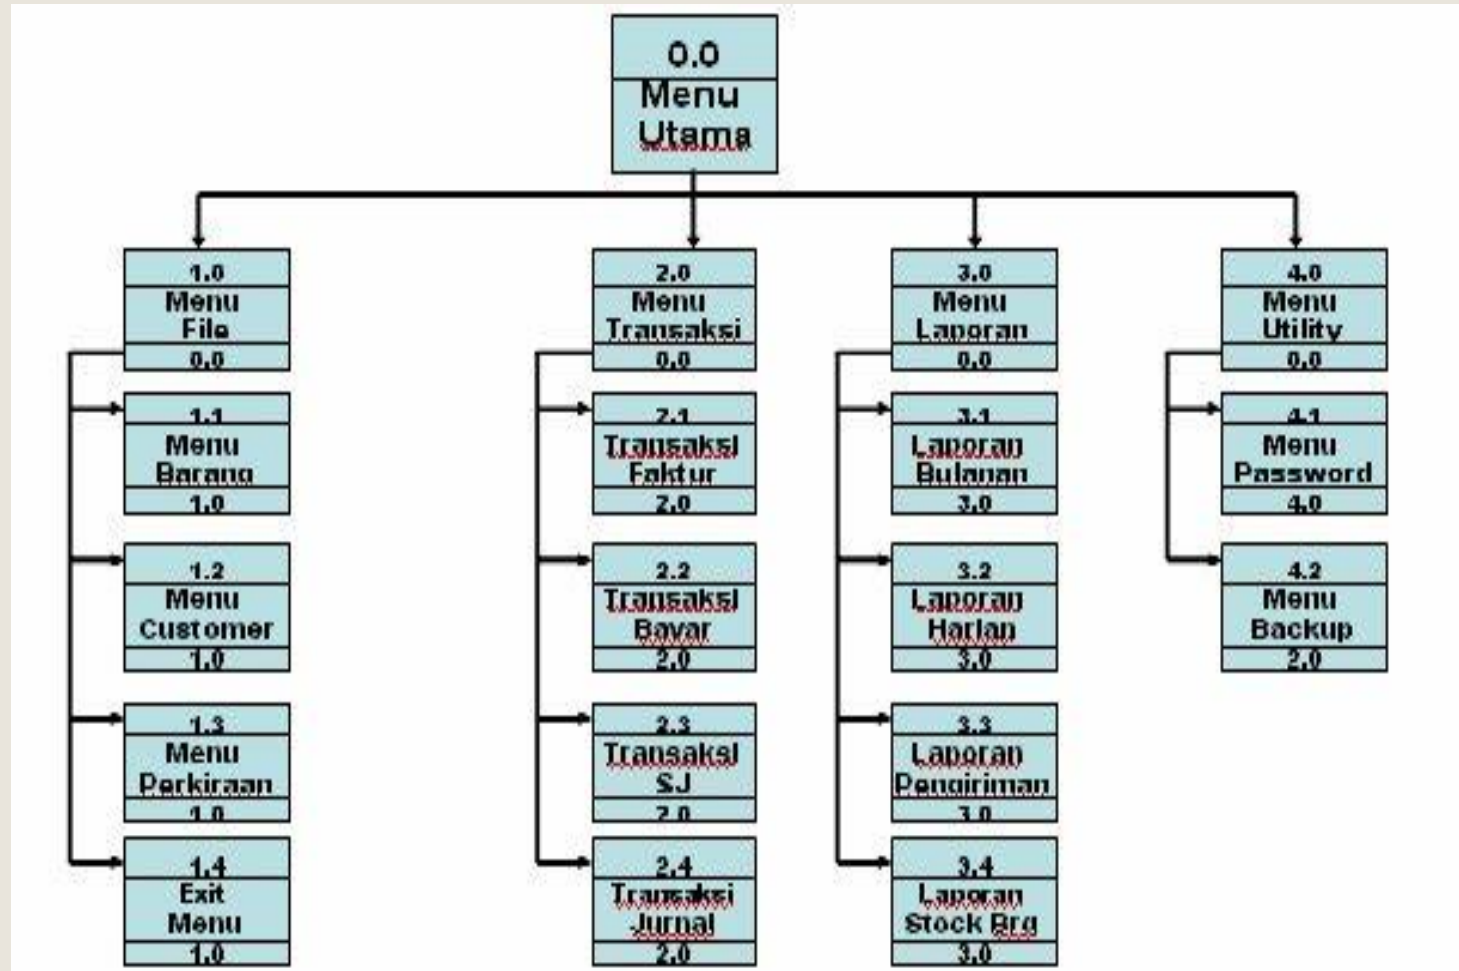 0.0
Menu
Utama
1.0
Menu
File
0.0
2.0
Menu
Transaksi
0.0
3.0
Menu
Laporan
0.0
4.0
Menu
Utility
0.0
1.1
Menu
Barang
1.0
2.1
Transaksi
Faktur
2.0
3.1
Laporan
Bulanan
3.0
4.1
Menu
Password
4.0
1.2
Menu
Customer
1.0
2.2
Transaksi
Bayar
2.0
3.2
Laporan
Harian
3.0
4.2
Menu
Backup
2.0
1.3
Menu
Perkiraan
1.0
2.3
Transaksi
SJ
2.0
3.3
Laporan
Pengiriman
3.0
1.4
Exit
Menu
1.0
2.4
Transaksi
Jurnal
2.0
3.4
Laporan
Stock Brg
3.0